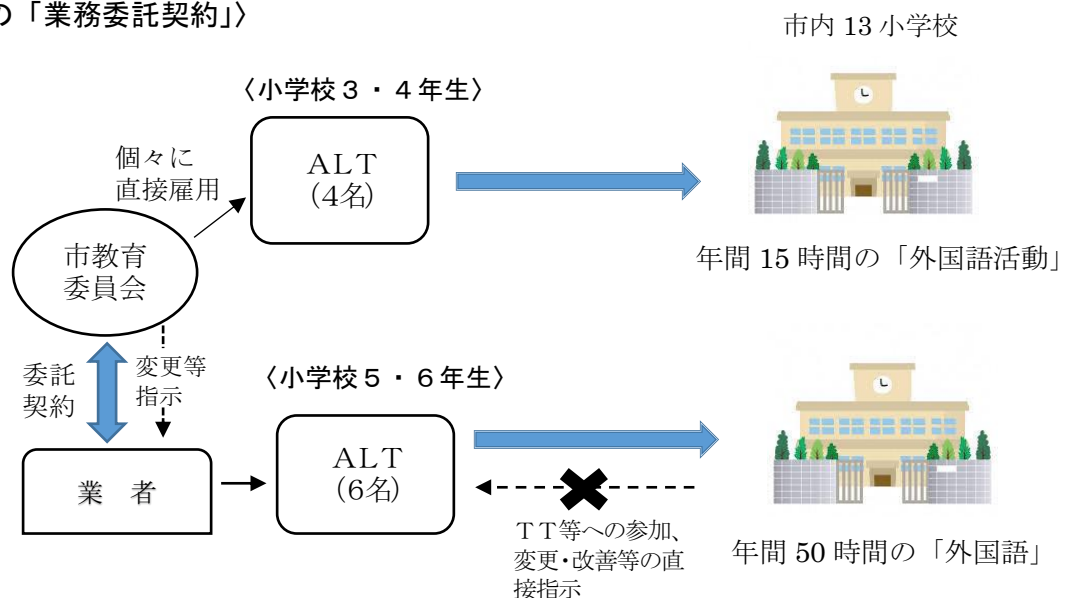 の「業務委託契約」〉
市内 13 小学校
〈小学校３・４年生〉
個々に
直接雇用
ＡＬＴ
(4名)
市教育
委員会
年間 15 時間の「外国語活動」
委託
契約
変更等
指示
〈小学校５・６年生〉
業　者
ＡＬＴ
(6名)
ＴＴ等への参加、
変更・改善等の直
接指示
年間 50 時間の「外国語」